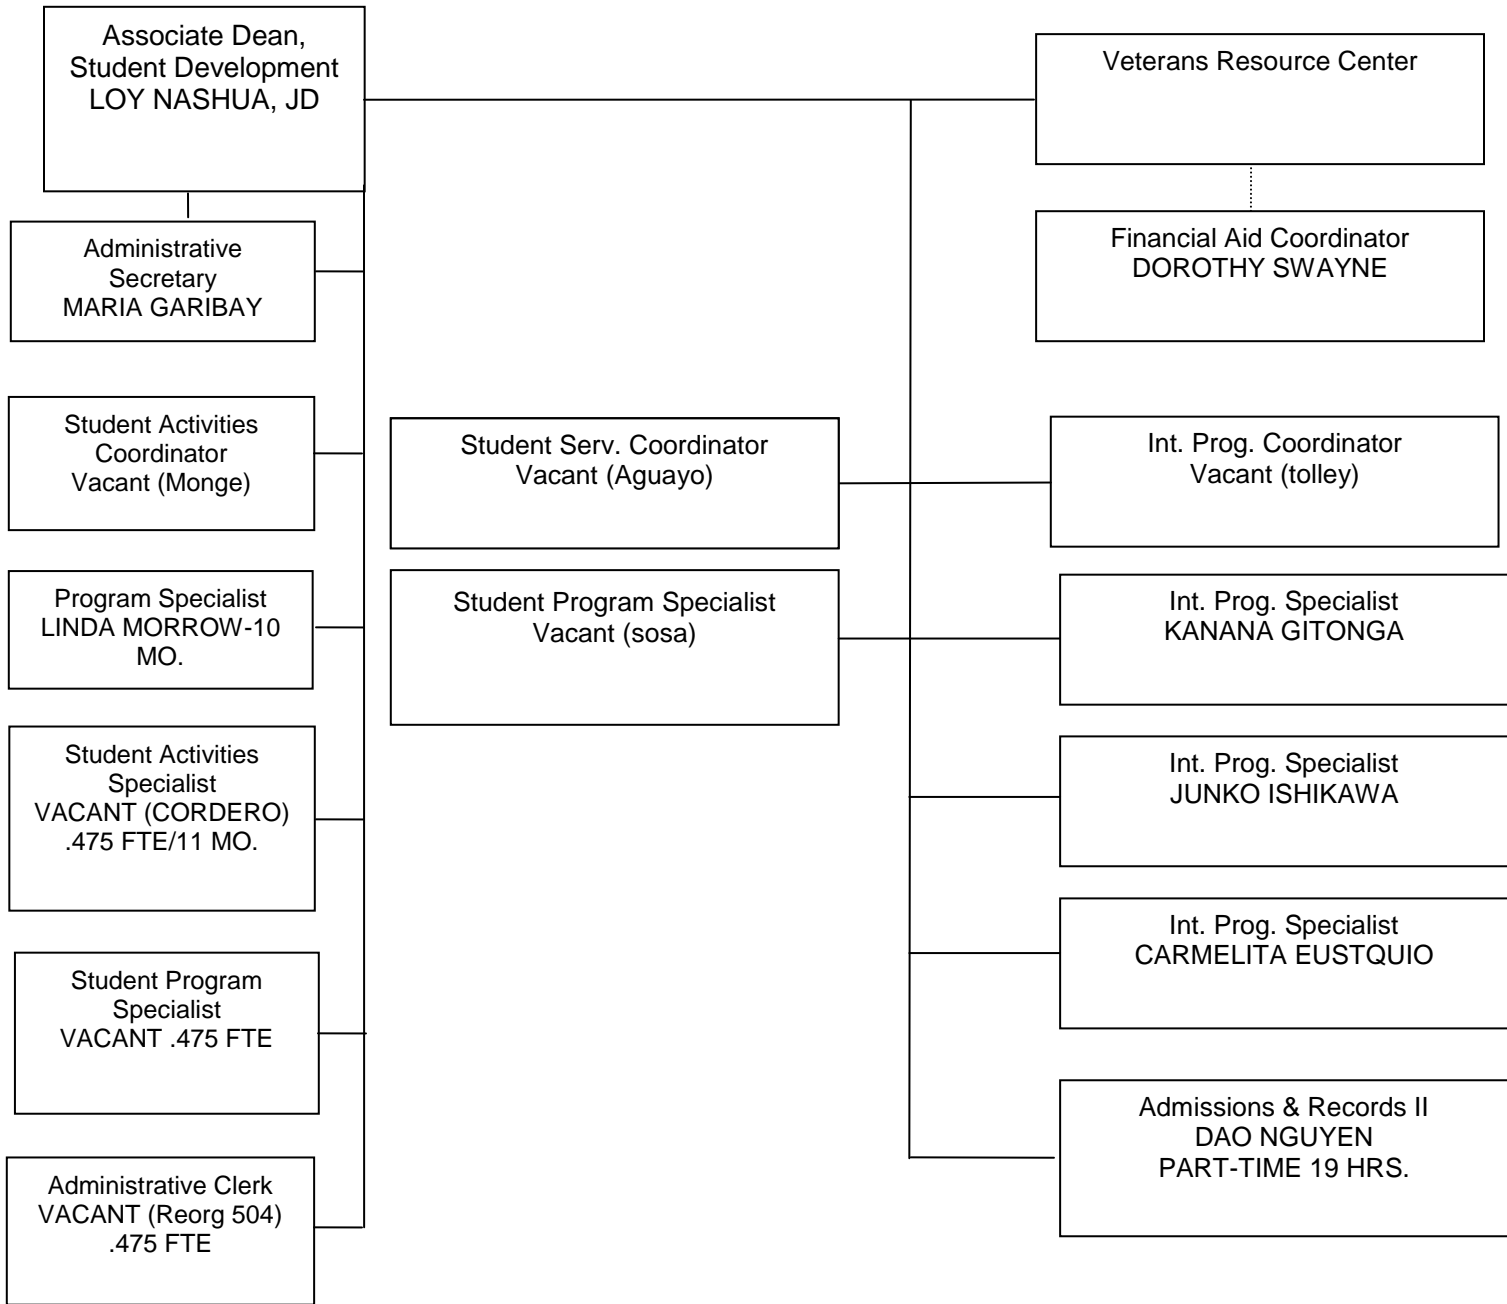 Associate Dean,
Student Development
LOY NASHUA, JD
Veterans Resource Center
Administrative
Secretary
MARIA GARIBAY
Financial Aid Coordinator
DOROTHY SWAYNE
Student Activities
Coordinator
Vacant (Monge)
Student Serv. Coordinator
Vacant (Aguayo)
Int. Prog. Coordinator
Vacant (tolley)
Program Specialist
LINDA MORROW-10
MO.
Student Program Specialist
Vacant (sosa)
Int. Prog. Specialist
KANANA GITONGA
Student Activities
Specialist
VACANT (CORDERO)
.475 FTE/11 MO.
Int. Prog. Specialist
JUNKO ISHIKAWA
Int. Prog. Specialist
CARMELITA EUSTQUIO
Student Program
Specialist
VACANT .475 FTE
Admissions & Records II
DAO NGUYEN
PART-TIME 19 HRS.
Administrative Clerk
VACANT (Reorg 504)
.475 FTE